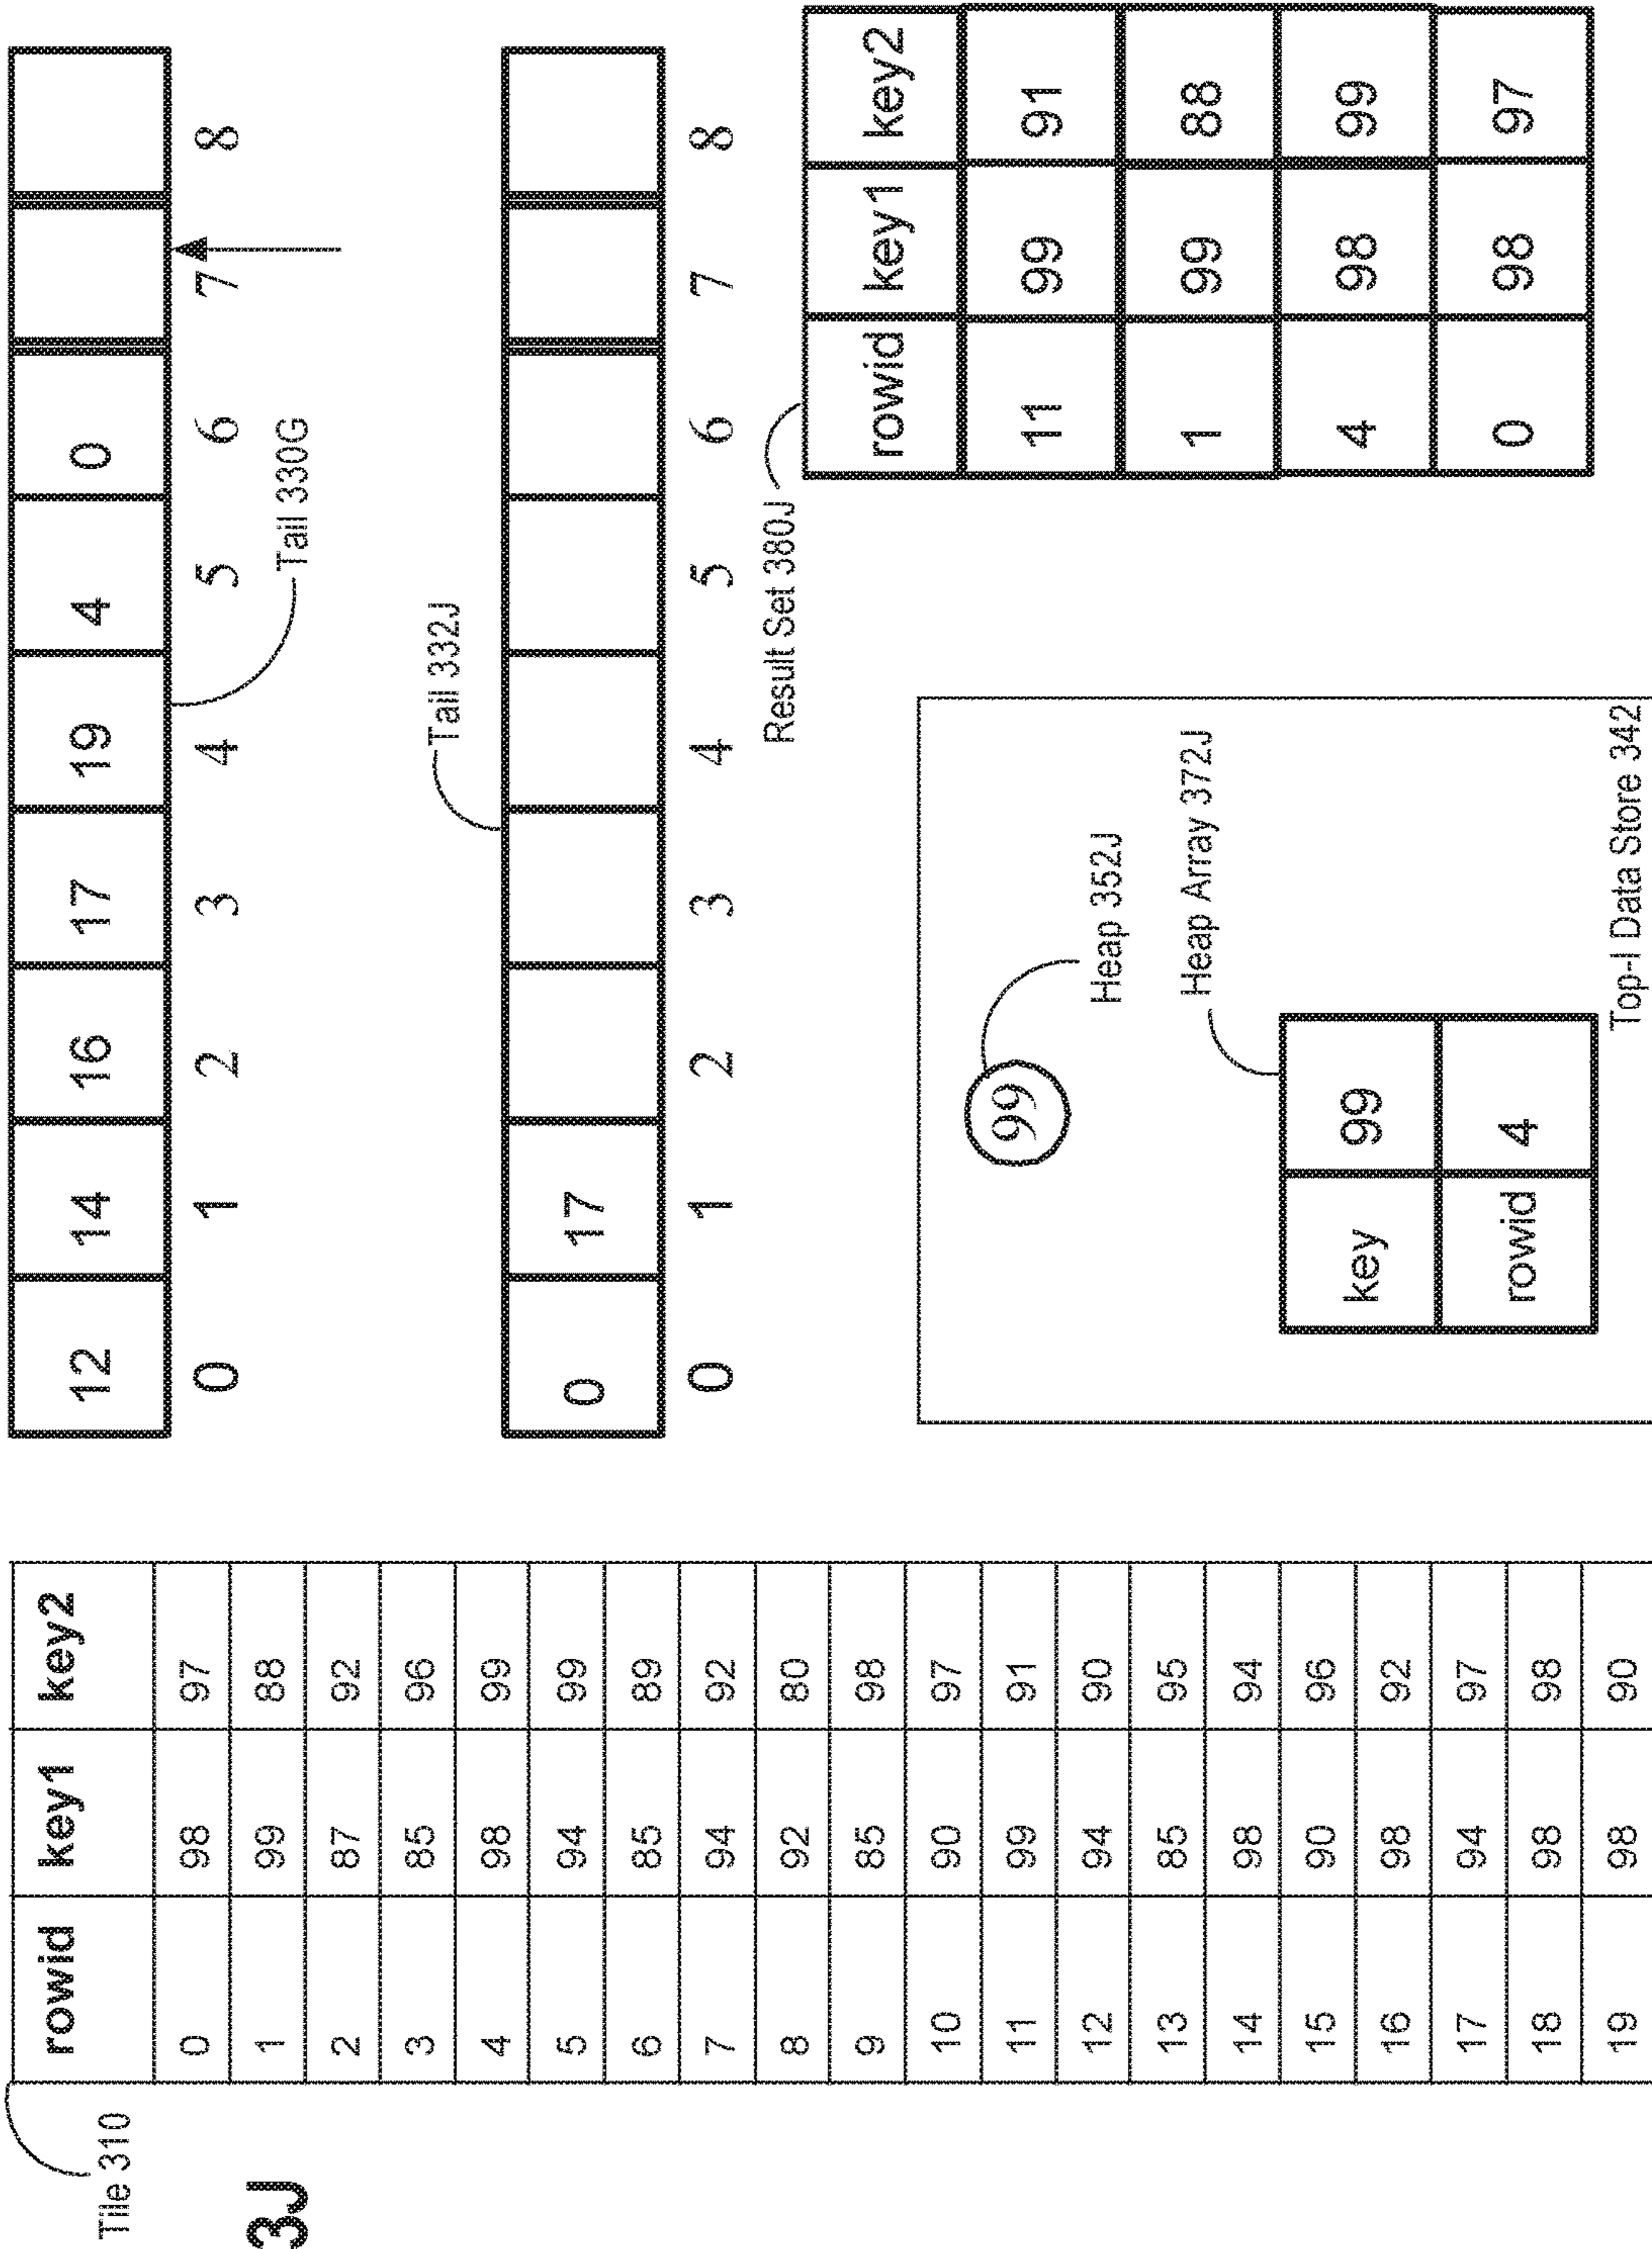 Tile 310
3J
rowid key1 key2
0 98 97
1 99 88
2 87 92
3 85 96
4 98 99
5 94 99
6 85 89
7 94 92
8 92 80
9 85 98
10 90 97
11 99 91
12 94 90
13 85 95
14 98 94
15 90 96
16 98 92
17 94 97
18 98 98
19 98 90
12 14 16 17 19 4 0
0 1 2 3 4 5 6 7 8
Tail 330G
Tail 332J
0 17
0 1 2 3 4 5 6 7 8
Result Set 380J
rowid key1 key2
11 99 91
1 99 88
4 98 99
0 98 97
99
Heap 352J
Heap Array 372J
key 99
rowid 4
Top-I Data Store 342